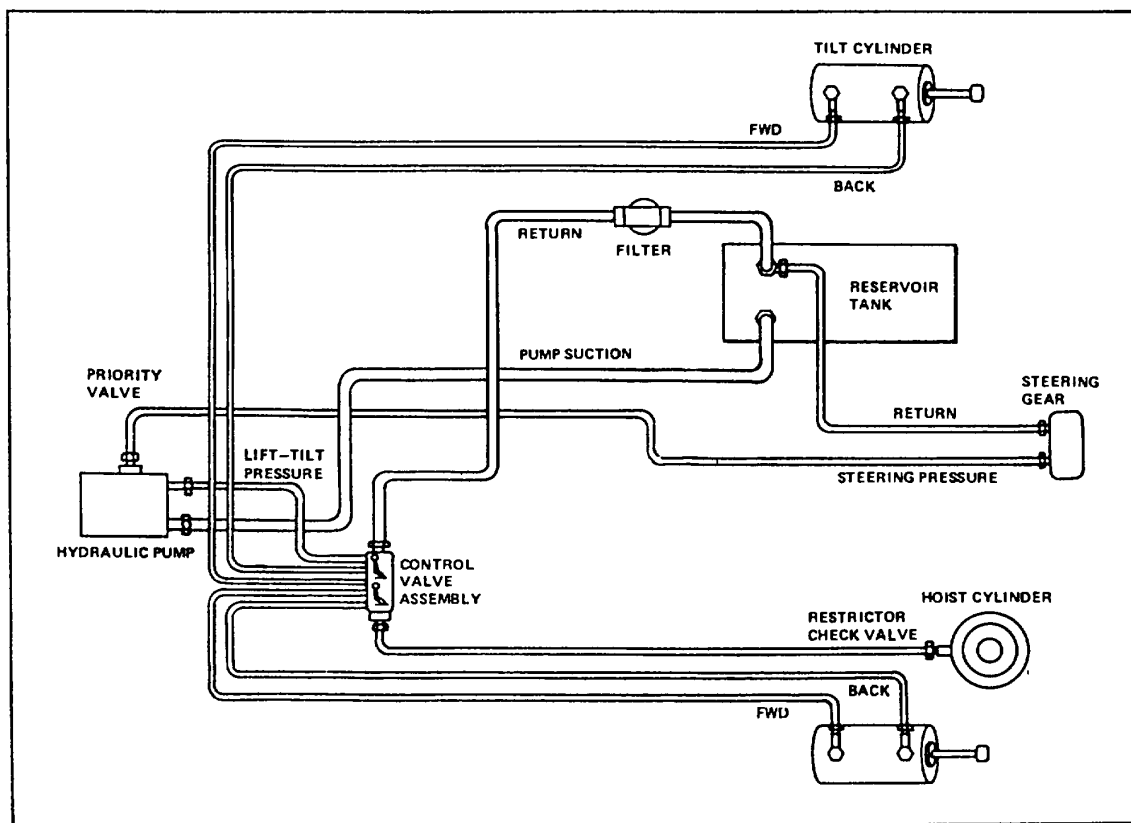 TILT CYLINDER
FWD
BACK
RETURN
FILTER
RESERVOIR
TANK
PUMP SUCTION
PRIORITY
VALVE
STEERING
GEAR
RETURN
LIFT-TILT
PRESSURE
STEERING PRESSURE
HYDRAULIC PUMP
CONTROL
VALVE
ASSEMBLY
HOIST CYLINDER
RESTRICTOR
CHECK VALVE
BACK
FWD